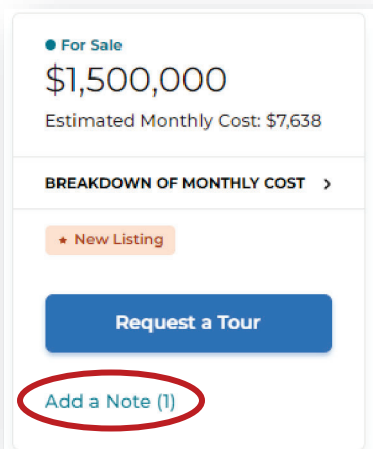 For Sale
$1,500,000
Estimated Monthly Cost: $7,638
BREAKDOWN OF MONTHLY COST >
New Listing
Request a Tour
Add a Note (1)